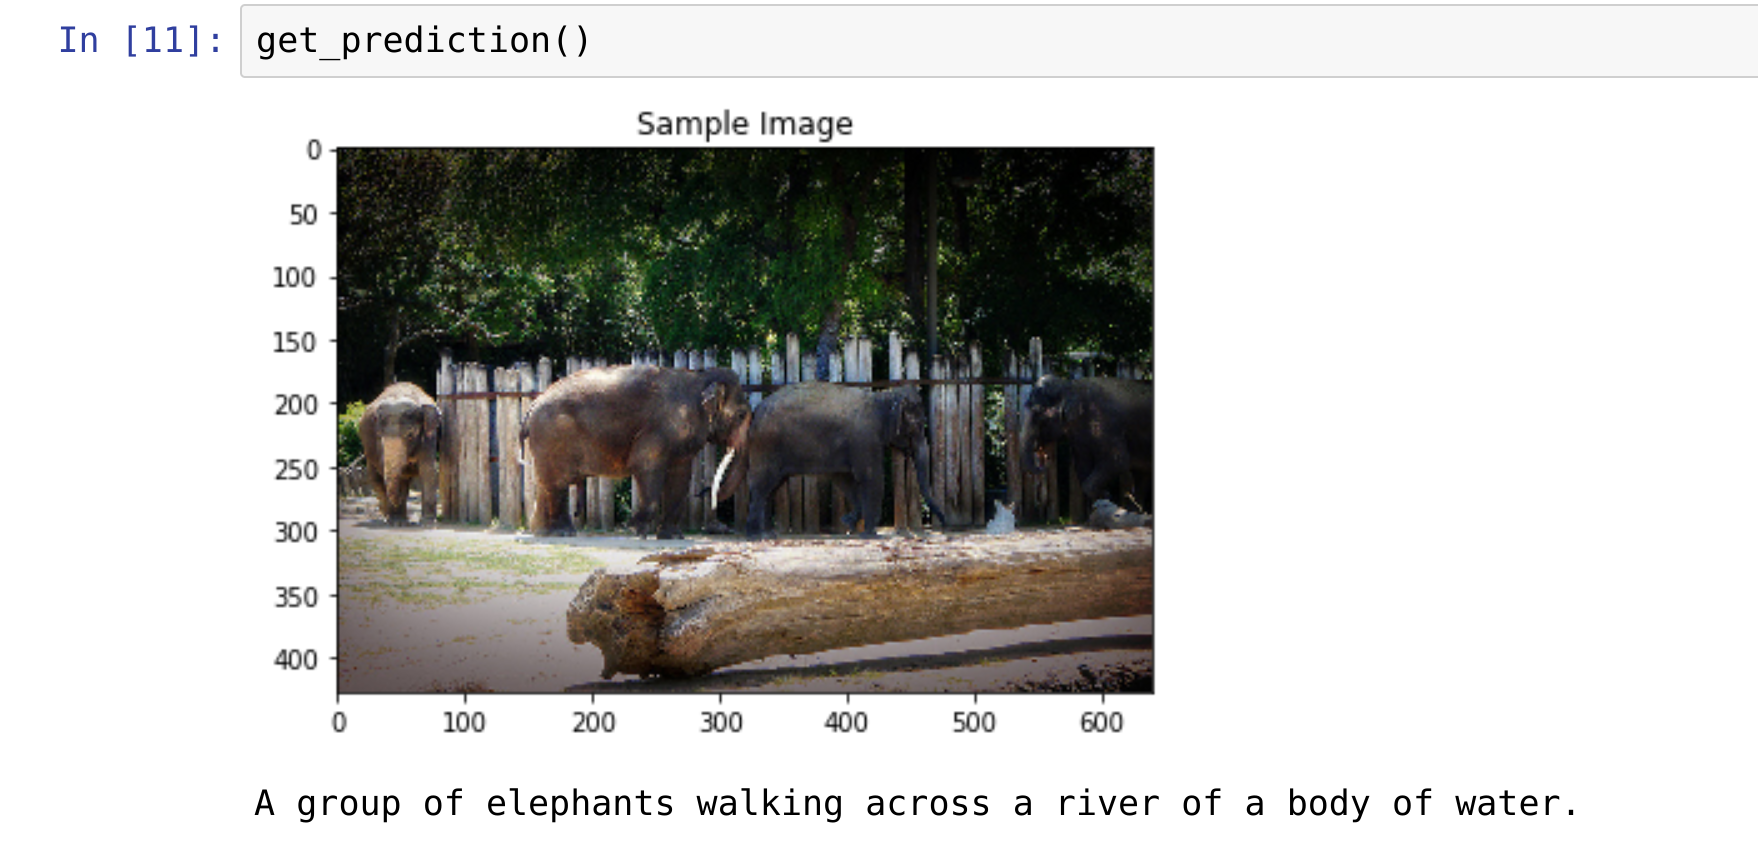 In [11]: get_prediction()
Sample Image
0
50
100
150
200
250
300
350
400
0 100 200 300 400 500 600
A group of elephants walking across a river of a body of water.